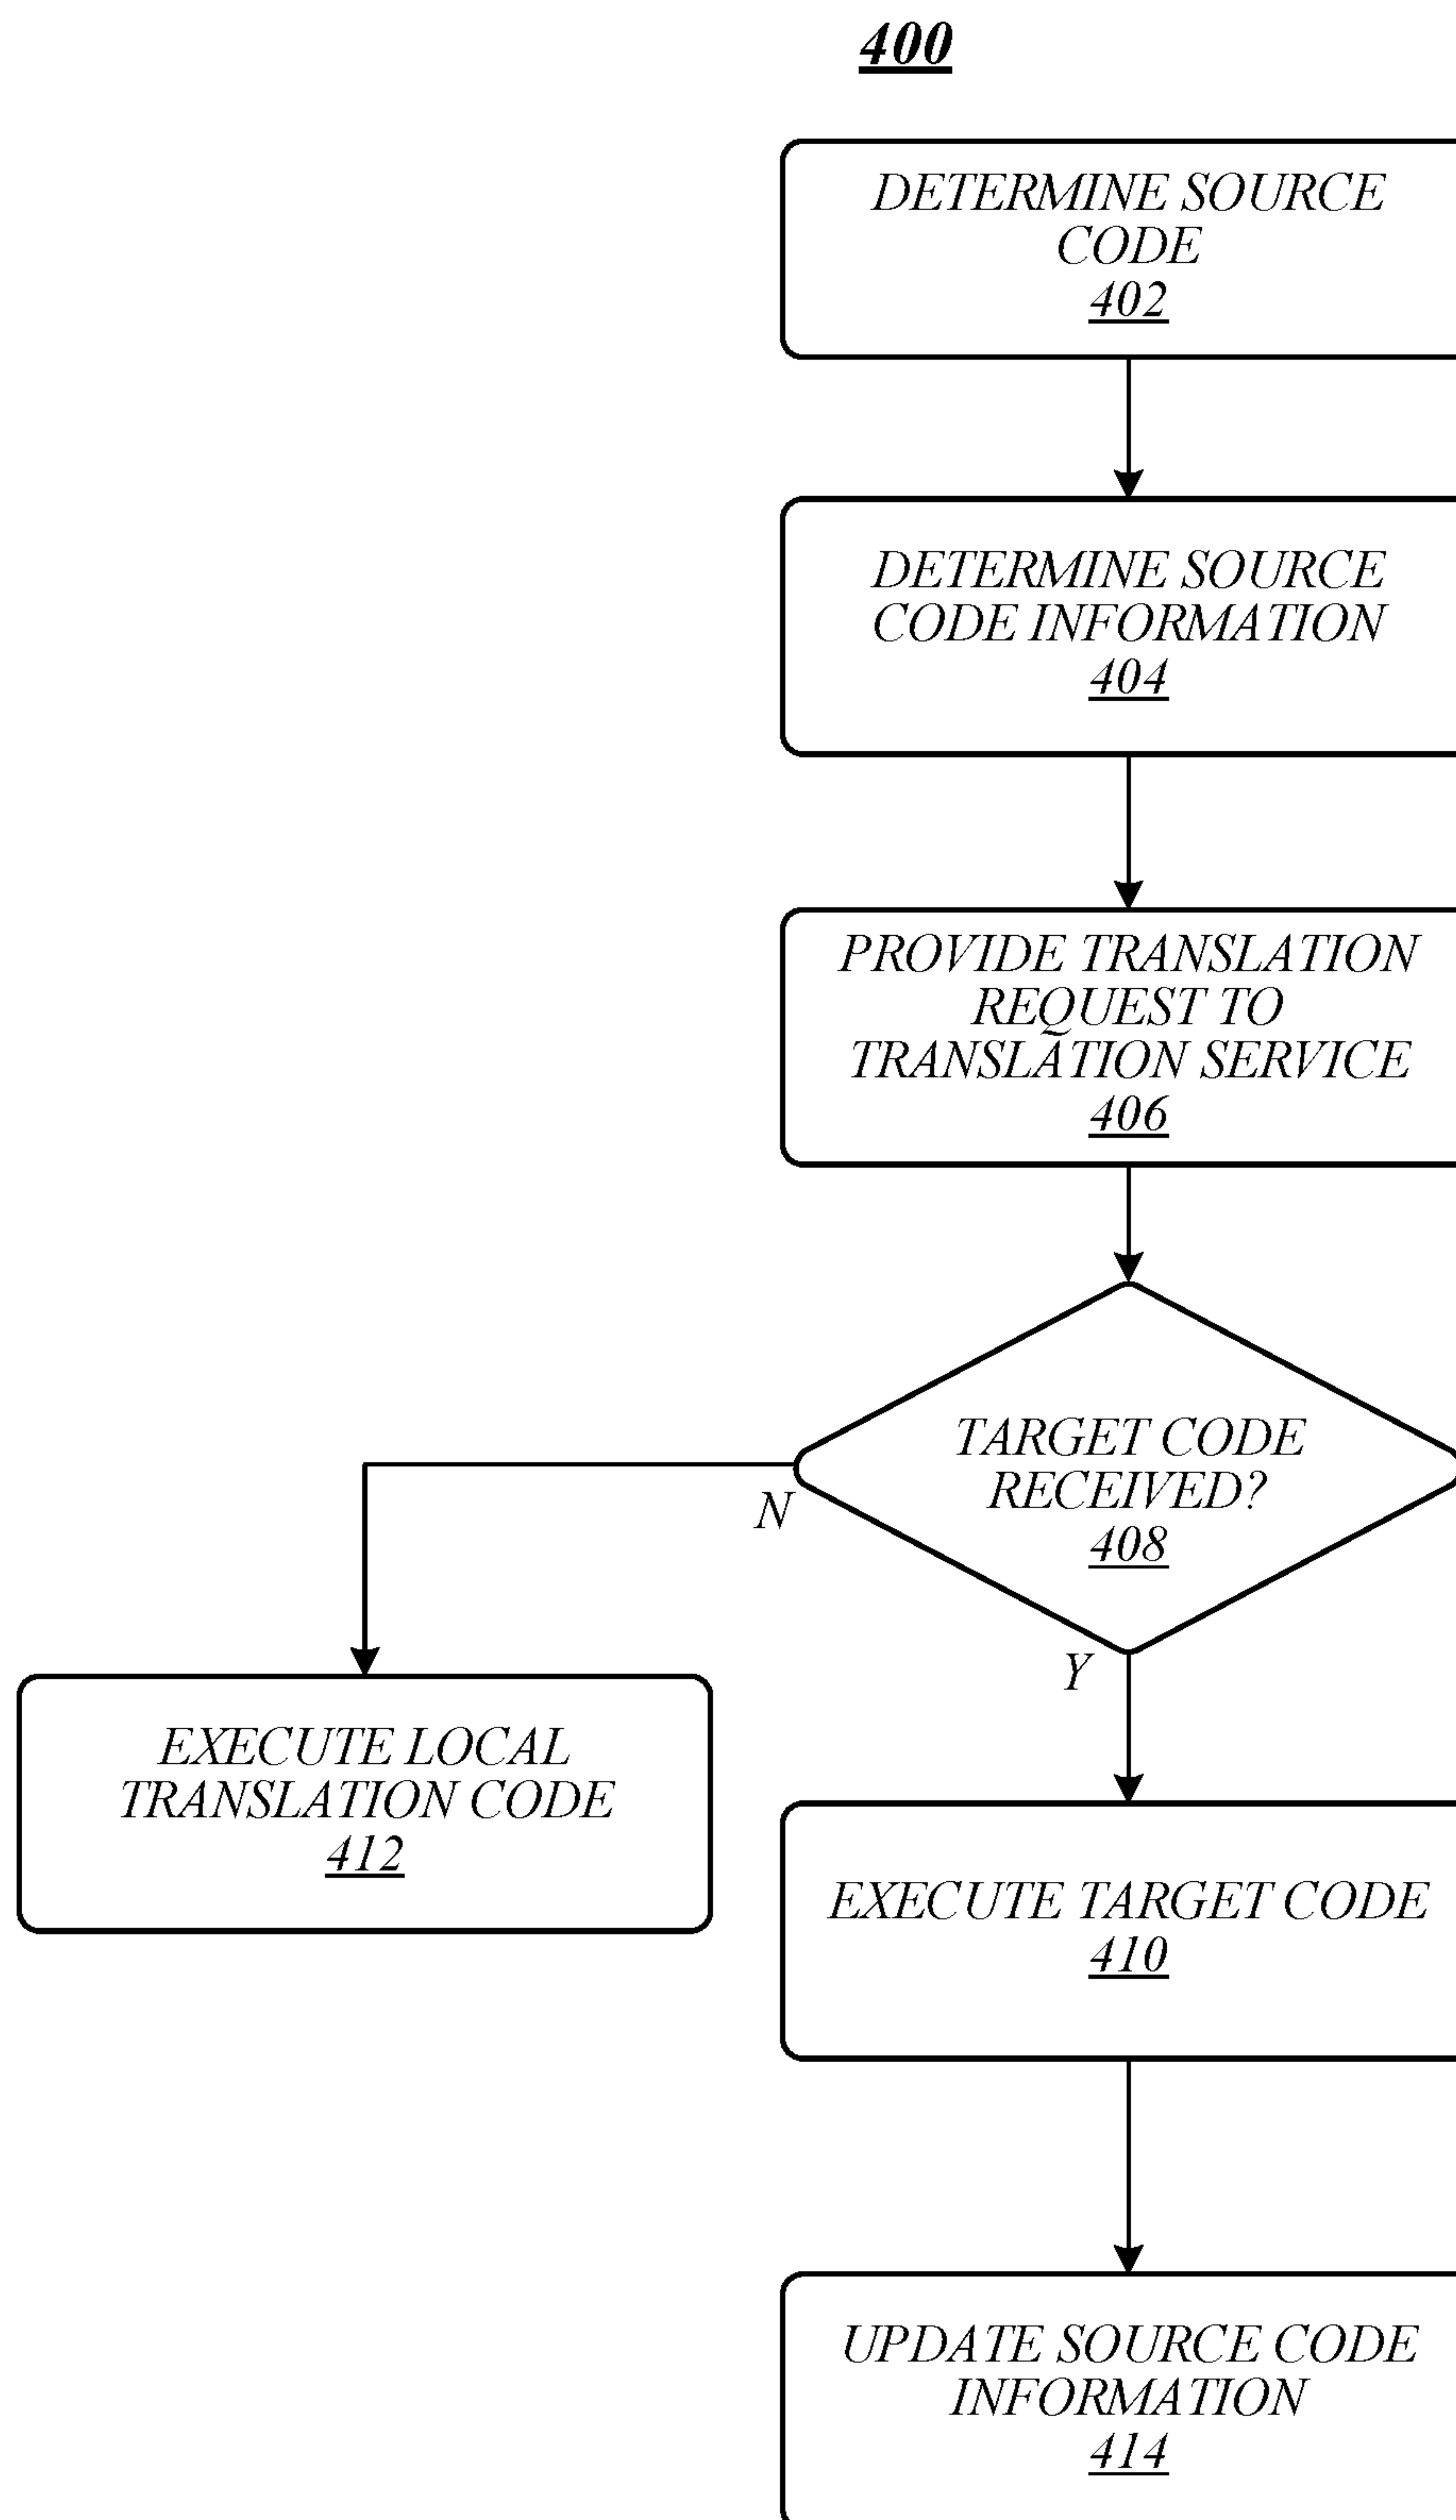 400
DETERMINE SOURCE
CODE
402
DETERMINE SOURCE
CODE INFORMATION
404
PROVIDE TRANSLATION
REQUEST TO
TRANSLATION SERVICE
406
TARGET CODE
RECEIVED?
408
N
Y
EXECUTE LOCAL
TRANSLATION CODE
412
EXECUTE TARGET CODE
410
UPDATE SOURCE CODE
INFORMATION
414